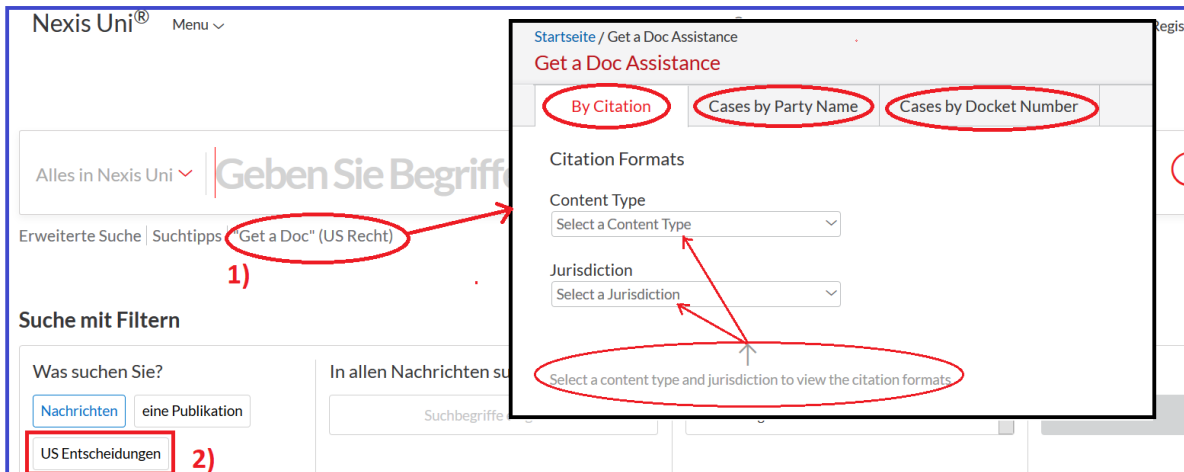 Nexis Uni® Menu
Startseite / Get a Doc Assistance
Get a Doc Assistance
By Citation Cases by Party Name Cases by Docket Number
Citation Formats
Content Type
Select a Content Type
Jurisdiction
Select a Jurisdiction
Select a content type and jurisdiction to view the citation formats
Alles in Nexis Uni Geben Sie Begriffe
Erweiterte Suche Suchtipps "Get a Doc" (US Recht)
1)
Suche mit Filtern
Was suchen Sie?
Nachrichten eine Publikation
US Entscheidungen 2)
In allen Nachrichten su
Suchbegriffe